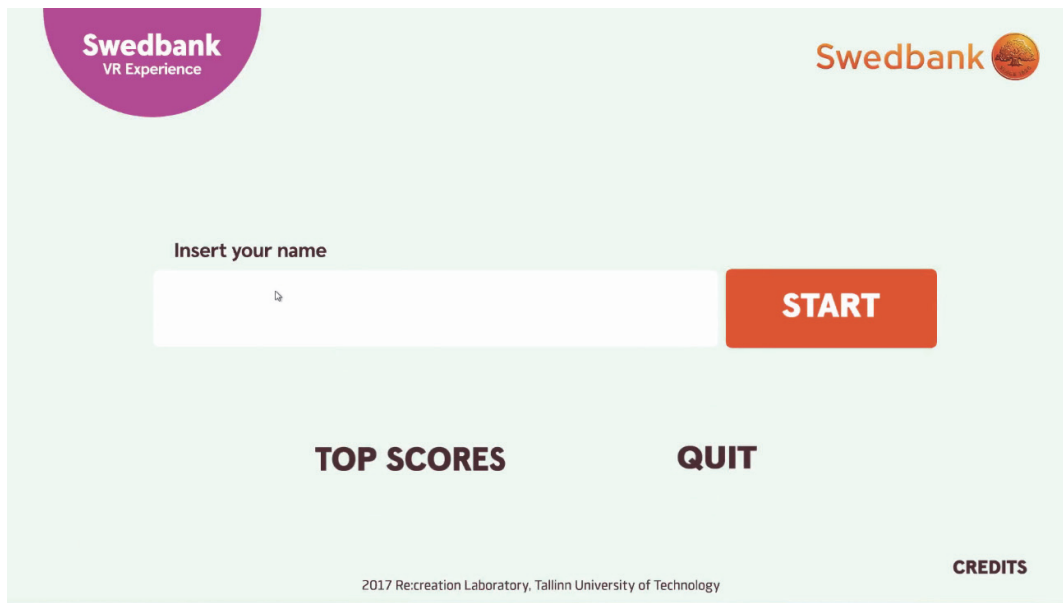 Swedbank
VR Experience
Swedbank
Insert your name
START
TOP SCORES
QUIT
CREDITS
2017 Re:creation Laboratory, Tallinn University of Technology